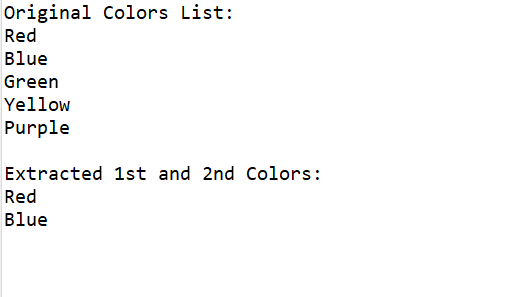 Original Colors List:
Red
Blue
Green
Yellow
Purple

Extracted 1st and 2nd Colors:
Red
Blue